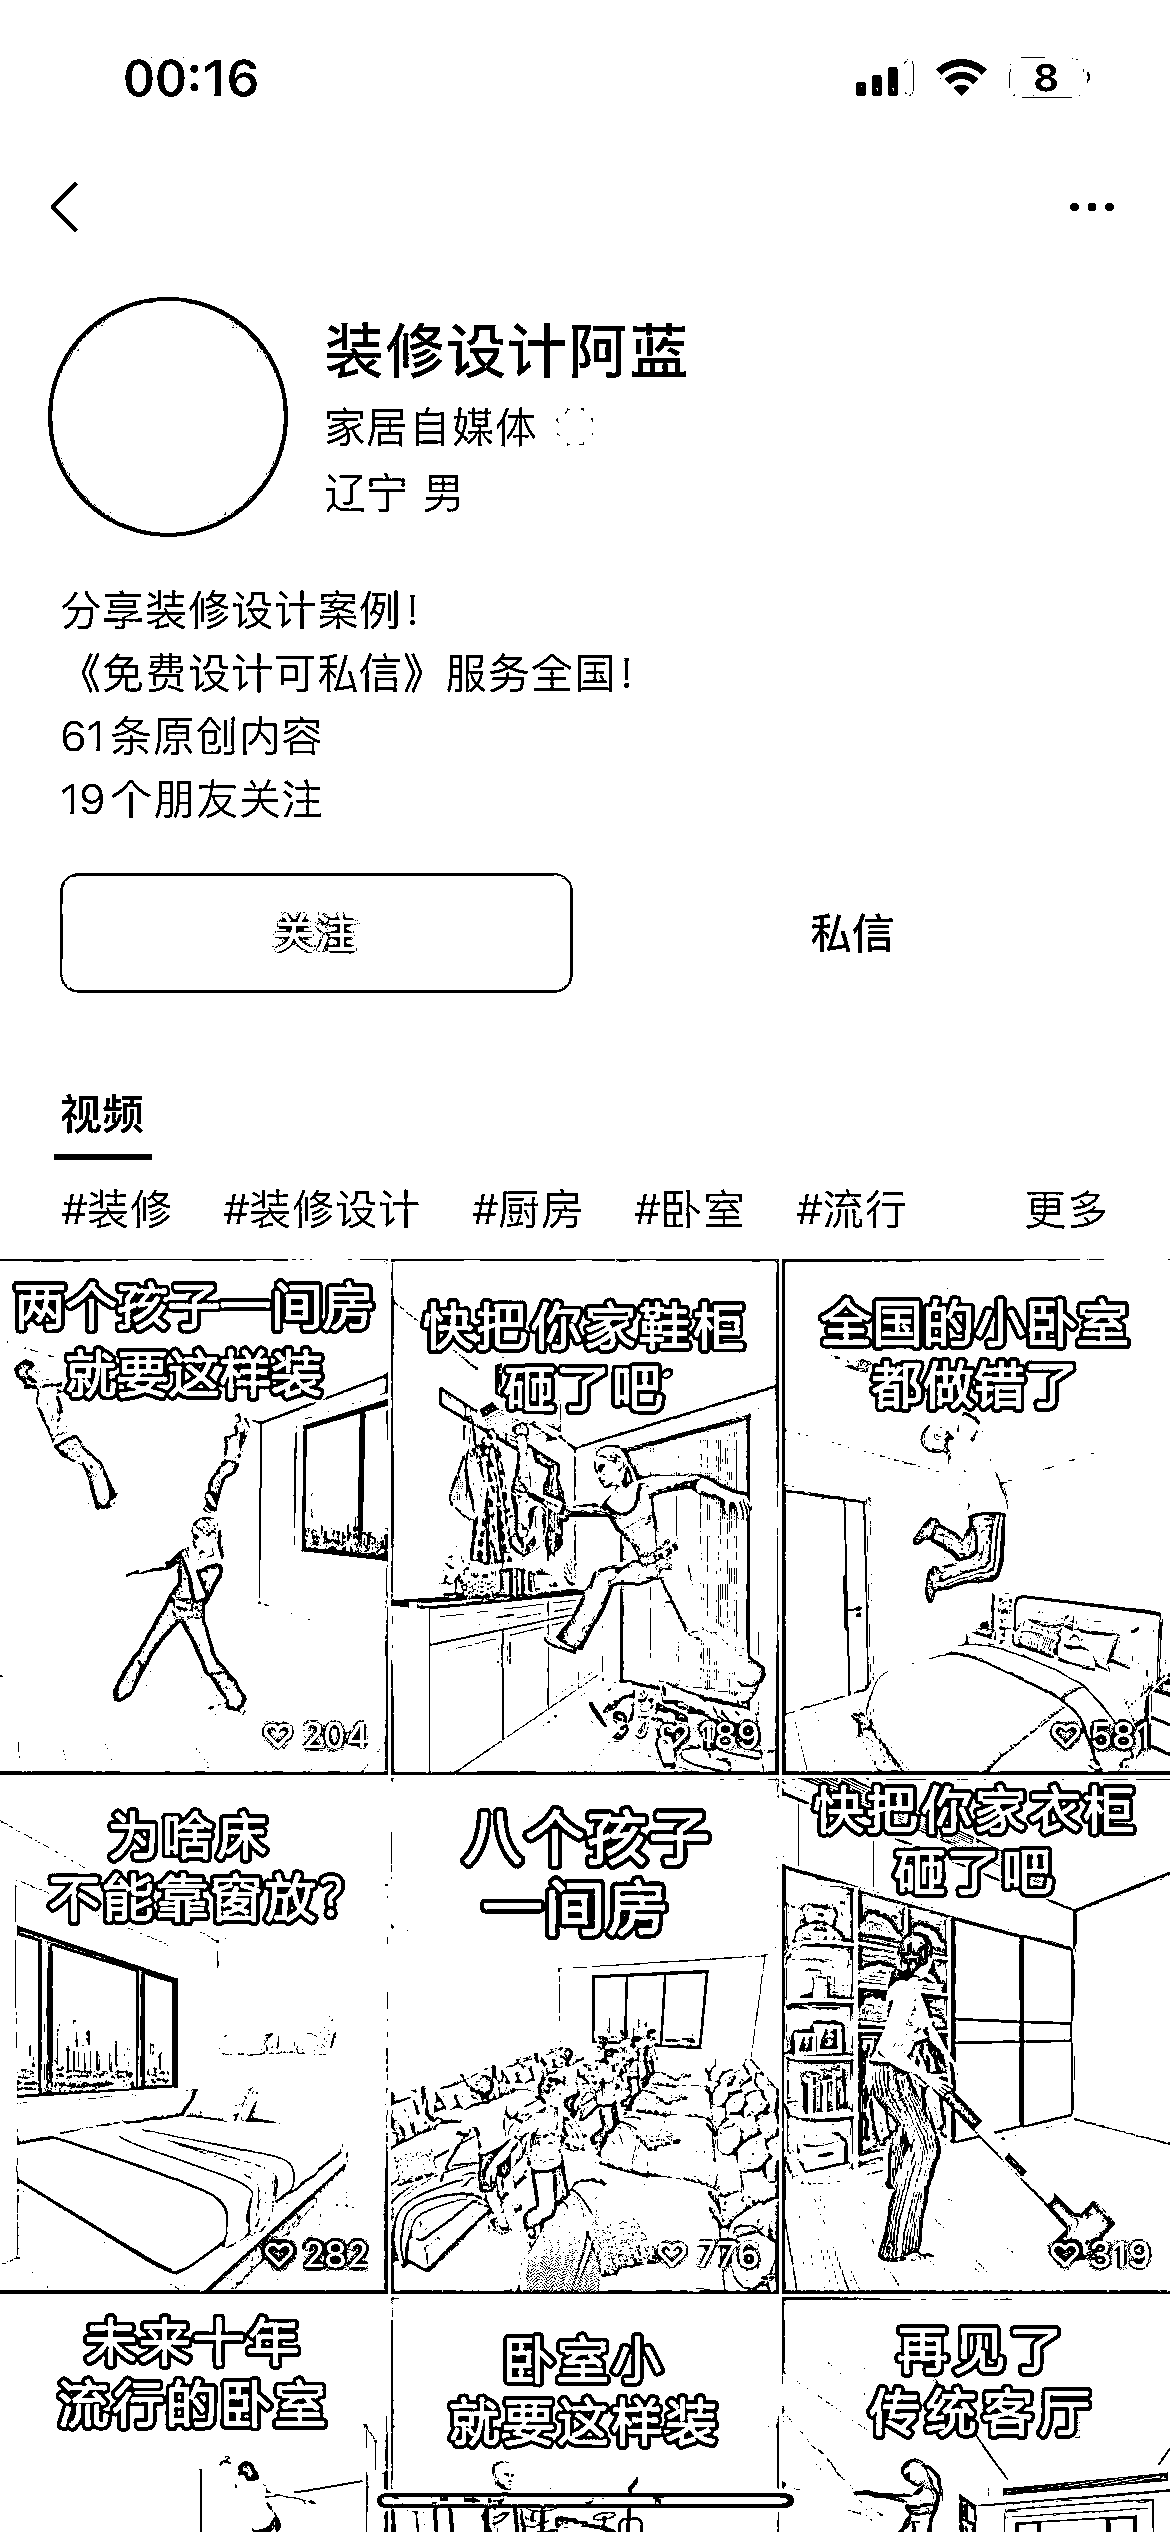 00:16
8
装修设计阿蓝
家居自媒体
辽宁 男
分享装修设计案例！
《免费设计可私信》服务全国！
61条原创内容
19个朋友关注
关注
私信
视频
#装修 #装修设计 #厨房 #卧室 #流行 更多
两个孩子一间房
就要这样装
204
快把你家鞋柜
砸了吧
189
全国的小卧室
都做错了
581
为啥床
不能靠窗放?
282
八个孩子
一间房
776
快把你家衣柜
砸了吧
319
未来十年
流行的卧室
卧室小
就要这样装
再见了
传统客厅